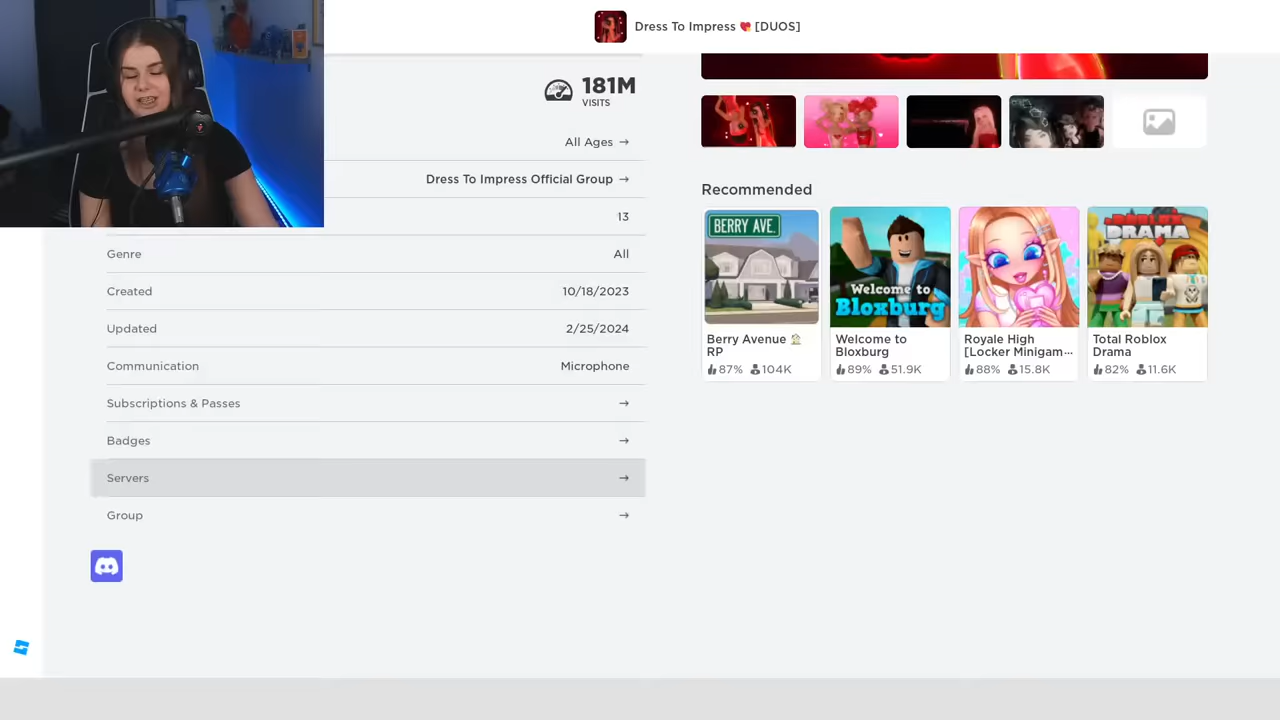 Dress To Impress ❤️ [DUOS]
181M
VISITS
All Ages →
Dress To Impress Official Group →
13
Genre All
Created 10/18/2023
Updated 2/25/2024
Communication Microphone
Subscriptions & Passes →
Badges →
Servers →
Group →
Recommended
BERRY AVE.
Berry Avenue 🏡
RP
87% 104K
Welcome to
Bloxburg
Welcome to
Bloxburg
89% 51.9K
Royale High
[Locker Minigam...
88% 15.8K
ROBLOX
DRAMA
Total Roblox
Drama
82% 11.6K